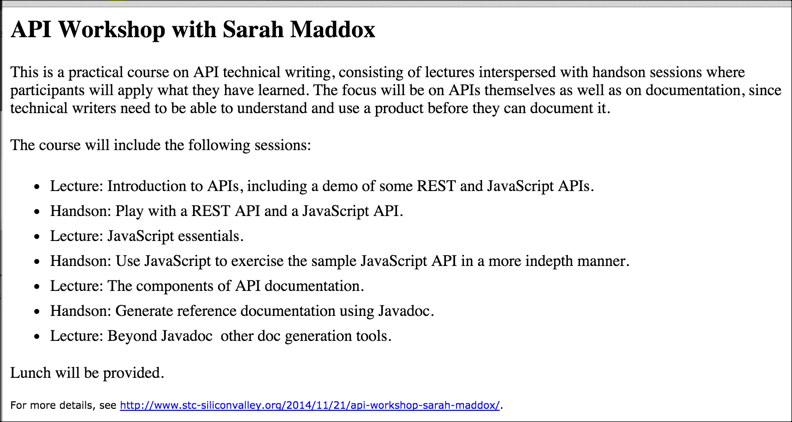 API Workshop with Sarah Maddox
This is a practical course on API technical writing, consisting of lectures interspersed with handson sessions where
participants will apply what they have learned. The focus will be on APIs themselves as well as on documentation, since
technical writers need to be able to understand and use a product before they can document it.
The course will include the following sessions:
• Lecture: Introduction to APIs, including a demo of some REST and JavaScript APIs.
• Handson: Play with a REST API and a JavaScript API.
• Lecture: JavaScript essentials.
• Handson: Use JavaScript to exercise the sample JavaScript API in a more indepth manner.
• Lecture: The components of API documentation.
• Handson: Generate reference documentation using Javadoc.
• Lecture: Beyond Javadoc  other doc generation tools.
Lunch will be provided.
For more details, see http://www.stc-siliconvalley.org/2014/11/21/api-workshop-sarah-maddox/.